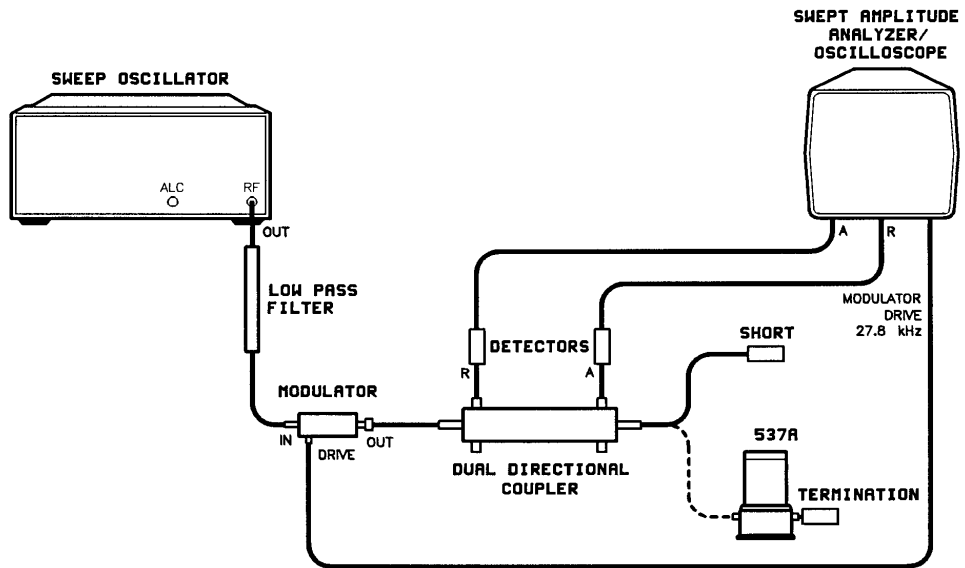 SWEPT AMPLITUDE
ANALYZER/
OSCILLOSCOPE
SWEEP OSCILLATOR
ALC
RF
OUT
A
R
LOW PASS
FILTER
MODULATOR
DRIVE
27.8 kHz
DETECTORS
SHORT
R
A
MODULATOR
IN
DRIVE
OUT
DUAL DIRECTIONAL
COUPLER
537A
TERMINATION